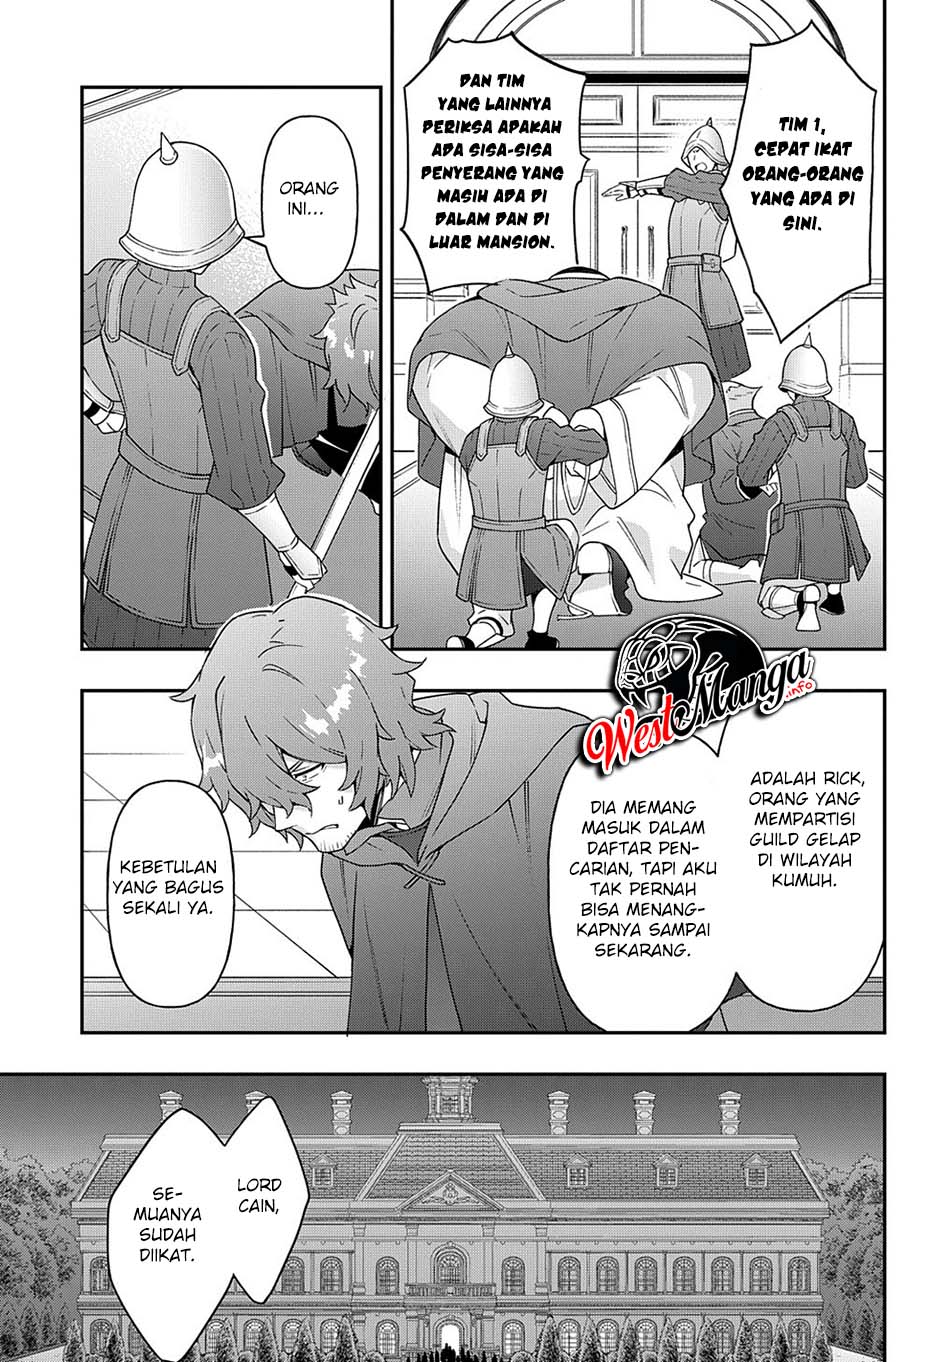 TIM 1,
CEPAT IKAT
ORANG-ORANG
YANG ADA DI
SINI.
DAN TIM
YANG LAINNYA
PERIKSA APAKAH
ADA SISA-SISA
PENYERANG YANG
MASIH ADA DI
DALAM DAN DI
LUAR MANSION.
ORANG
INI...
WestManga
.info
ADALAH RICK,
ORANG YANG
MEMPARTISI
GUILD GELAP
DI WILAYAH
KUMUH.
DIA MEMANG
MASUK DALAM
DAFTAR PEN-
CARIAN, TAPI AKU
TAK PERNAH
BISA MENANG-
KAPNYA SAMPAI
SEKARANG.
KEBETULAN
YANG BAGUS
SEKALI YA.
LORD
CAIN,
SE-
MUANYA
SUDAH
DIIKAT.